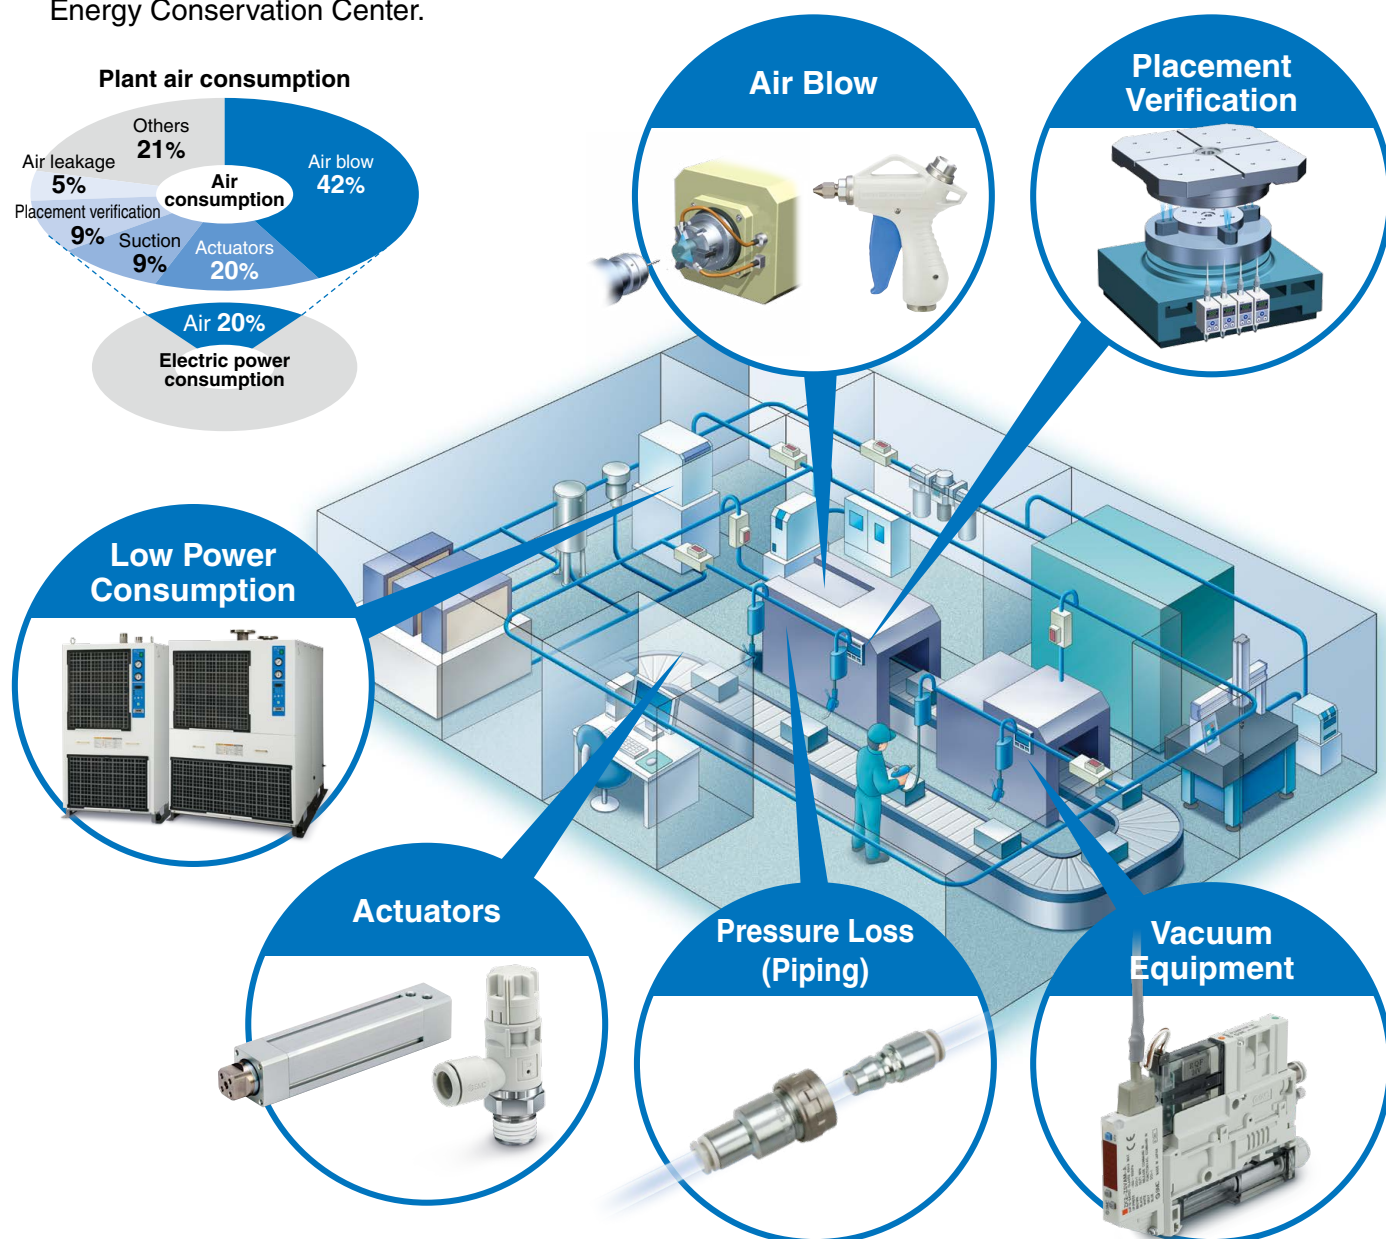 Energy Conservation Center.
Plant air consumption
Others
21%
Air leakage
5%
Placement verification
9%
Suction
9%
Actuators
20%
Air blow
42%
Air
consumption
Air 20%
Electric power
consumption
Air Blow
Placement
Verification
Low Power
Consumption
Actuators
Pressure Loss
(Piping)
Vacuum
Equipment